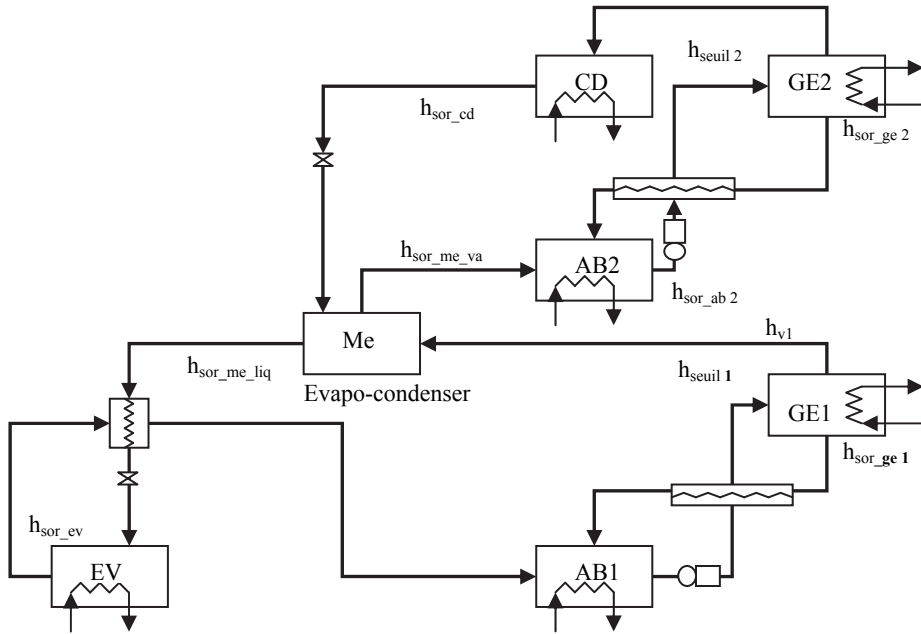 h_seuil 2
CD
GE2
h_sor_cd
h_sor_ge 2
h_sor_me_va
AB2
h_sor_ab 2
Me
h_v1
h_sor_me_liq
h_seuil 1
Evapo-condenser
GE1
h_sor_ge 1
h_sor_ev
EV
AB1